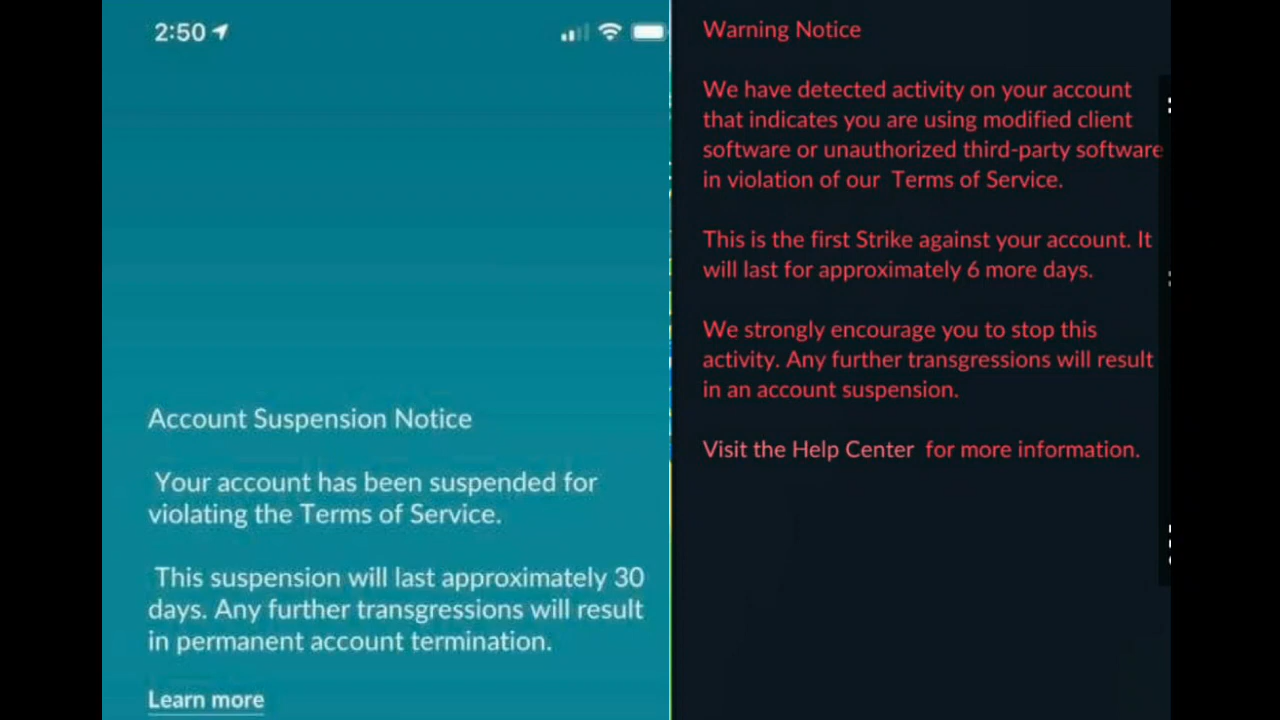 2:50
Account Suspension Notice
Your account has been suspended for
violating the Terms of Service.
This suspension will last approximately 30
days. Any further transgressions will result
in permanent account termination.
Learn more
Warning Notice
We have detected activity on your account
that indicates you are using modified client
software or unauthorized third-party software
in violation of our Terms of Service.
This is the first Strike against your account. It
will last for approximately 6 more days.
We strongly encourage you to stop this
activity. Any further transgressions will result
in an account suspension.
Visit the Help Center for more information.